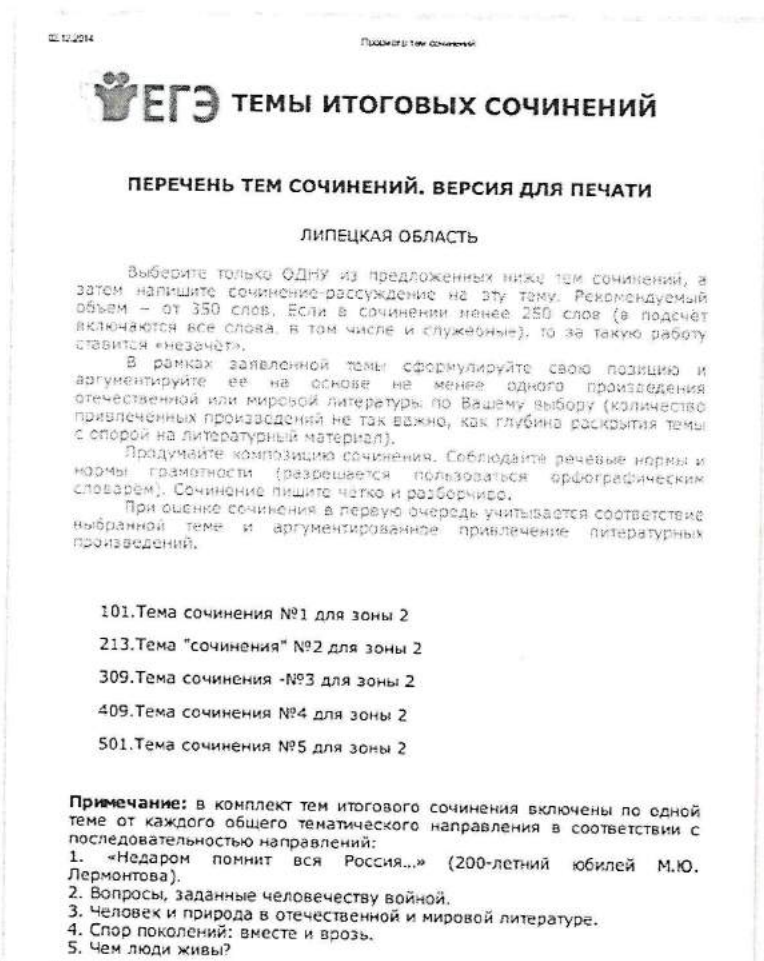 02.12.2014
Просмотр тем сочинений
ЕГЭ ТЕМЫ ИТОГОВЫХ СОЧИНЕНИЙ
ПЕРЕЧЕНЬ ТЕМ СОЧИНЕНИЙ. ВЕРСИЯ ДЛЯ ПЕЧАТИ
ЛИПЕЦКАЯ ОБЛАСТЬ
Выберите только ОДНУ из предложенных ниже тем сочинений, а
затем напишите сочинение-рассуждение на эту тему. Рекомендуемый
объем – от 350 слов. Если в сочинении менее 250 слов (в подсчёт
включаются все слова, в том числе и служебные), то за такую работу
ставится «незачёт».
В рамках заявленной темы сформулируйте свою позицию и
аргументируйте ее на основе не менее одного произведения
отечественной или мировой литературы по Вашему выбору (количество
привлеченных произведений не так важно, как глубина раскрытия темы
с опорой на литературный материал).
Продумайте композицию сочинения. Соблюдайте речевые нормы и
нормы грамотности (разрешается пользоваться орфографическим
словарем). Сочинение пишите четко и разборчиво.
При оценке сочинения в первую очередь учитывается соответствие
выбранной теме и аргументированное привлечение литературных
произведений.
101.Тема сочинения №1 для зоны 2
213.Тема "сочинения" №2 для зоны 2
309.Тема сочинения -№3 для зоны 2
409.Тема сочинения №4 для зоны 2
501.Тема сочинения №5 для зоны 2
Примечание: в комплект тем итогового сочинения включены по одной
теме от каждого общего тематического направления в соответствии с
последовательностью направлений:
1. «Недаром помнит вся Россия...» (200-летний юбилей М.Ю.
Лермонтова).
2. Вопросы, заданные человечеству войной.
3. Человек и природа в отечественной и мировой литературе.
4. Спор поколений: вместе и врозь.
5. Чем люди живы?